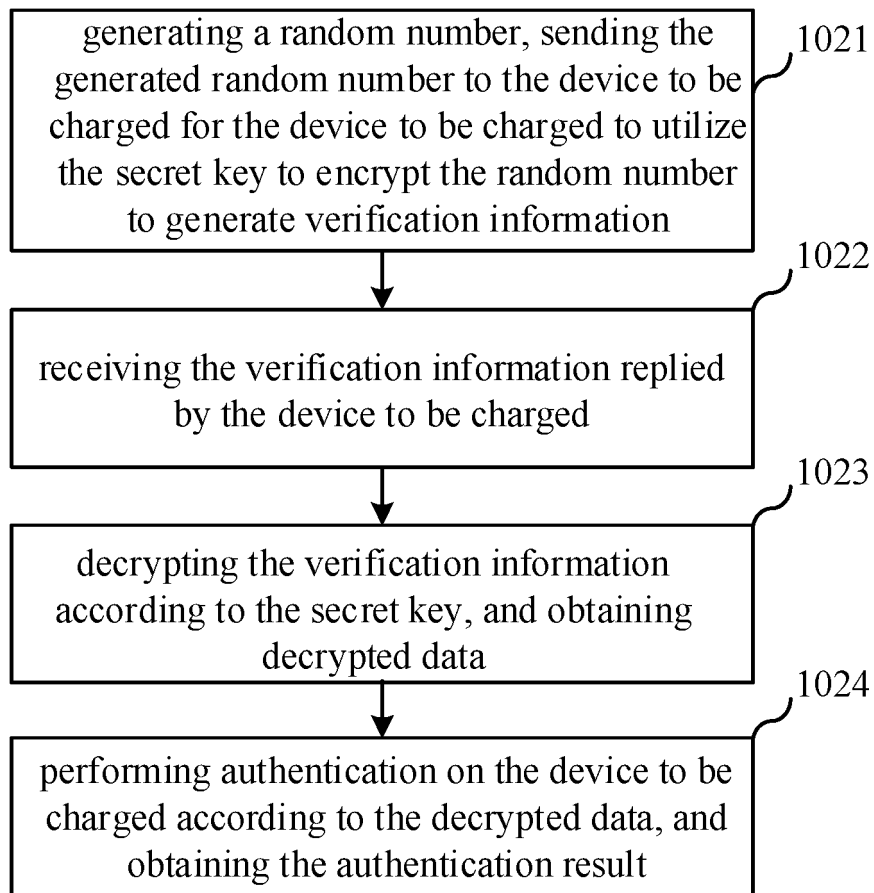 generating a random number, sending the
1021
generated random number to the device to be
charged for the device to be charged to utilize
the secret key to encrypt the random number
to generate verification information
1022
receiving the verification information replied
by the device to be charged
1023
decrypting the verification information
according to the secret key, and obtaining
decrypted data
1024
performing authentication on the device to be
charged according to the decrypted data, and
obtaining the authentication result